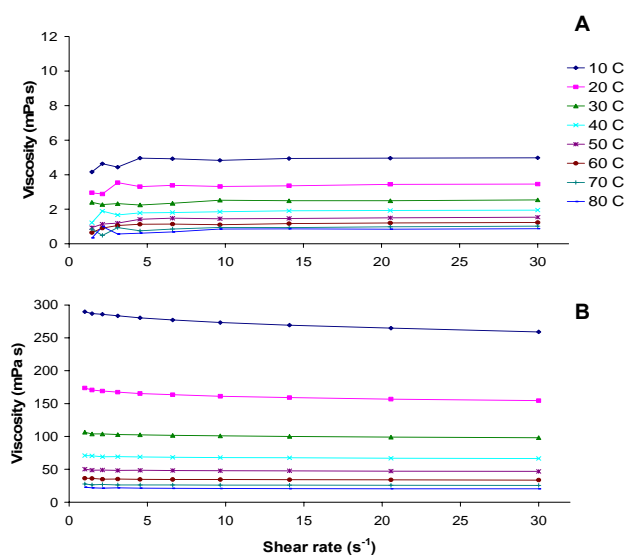 A
12
10
8
6
4
2
0
Viscosity (mPa s)
0 5 10 15 20 25 30
10 C
20 C
30 C
40 C
50 C
60 C
70 C
80 C
B
300
250
200
150
100
50
0
Viscosity (mPa s)
0 5 10 15 20 25 30
Shear rate (s⁻¹)